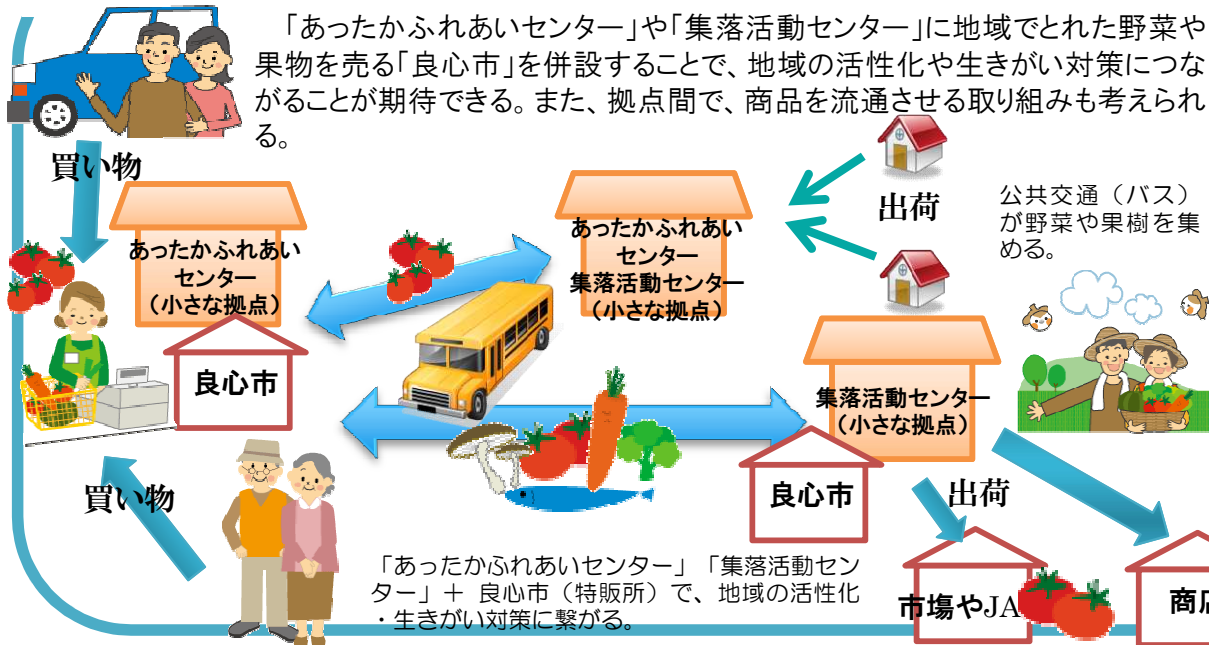 「あったかふれあいセンター」や「集落活動センター」に地域でとれた野菜や
果物を売る「良心市」を併設することで、地域の活性化や生きがい対策につな
がることが期待できる。また、拠点間で、商品を流通させる取り組みも考えられ
る。
買い物
出荷
公共交通（バス）
が野菜や果樹を集
める。
あったかふれあい
センター
（小さな拠点）
あったかふれあい
センター
集落活動センター
（小さな拠点）
良心市
集落活動センター
（小さな拠点）
買い物
良心市
出荷
「あったかふれあいセンター」「集落活動セン
ター」＋ 良心市（特販所）で、地域の活性化
・生きがい対策に繋がる。
市場やJA
商店